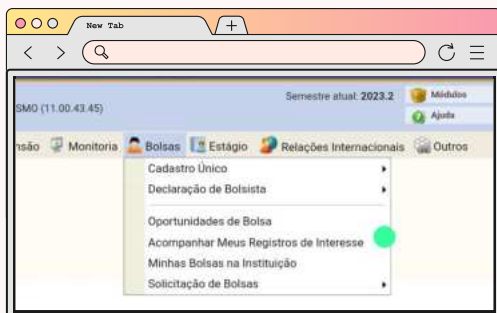 New Tab
Semestre atual: 2023.2
Módulos
SMO (11.00.43.45)
Ajuda
nsão Monitoria Bolsas Estágio Relações Internacionais Outros
Cadastro Único
Declaração de Bolsista
Oportunidades de Bolsa
Acompanhar Meus Registros de Interesse
Minhas Bolsas na Instituição
Solicitação de Bolsas